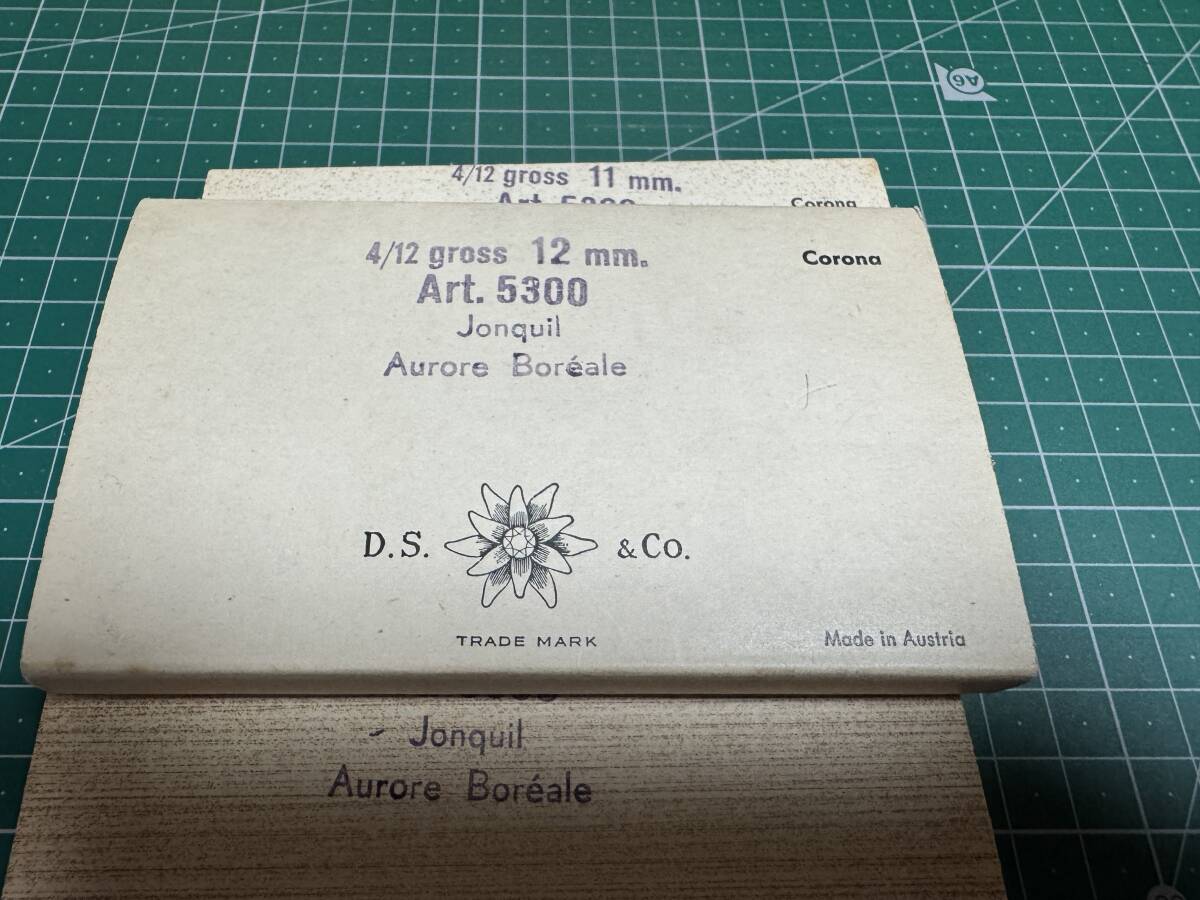 4/12 gross 11 mm.
Corona
4/12 gross 12 mm.
Corona
Art. 5300
Jonquil
Aurore Boréale
D.S. & Co.
TRADE MARK
Made in Austria
Jonquil
Aurore Boréale
A6